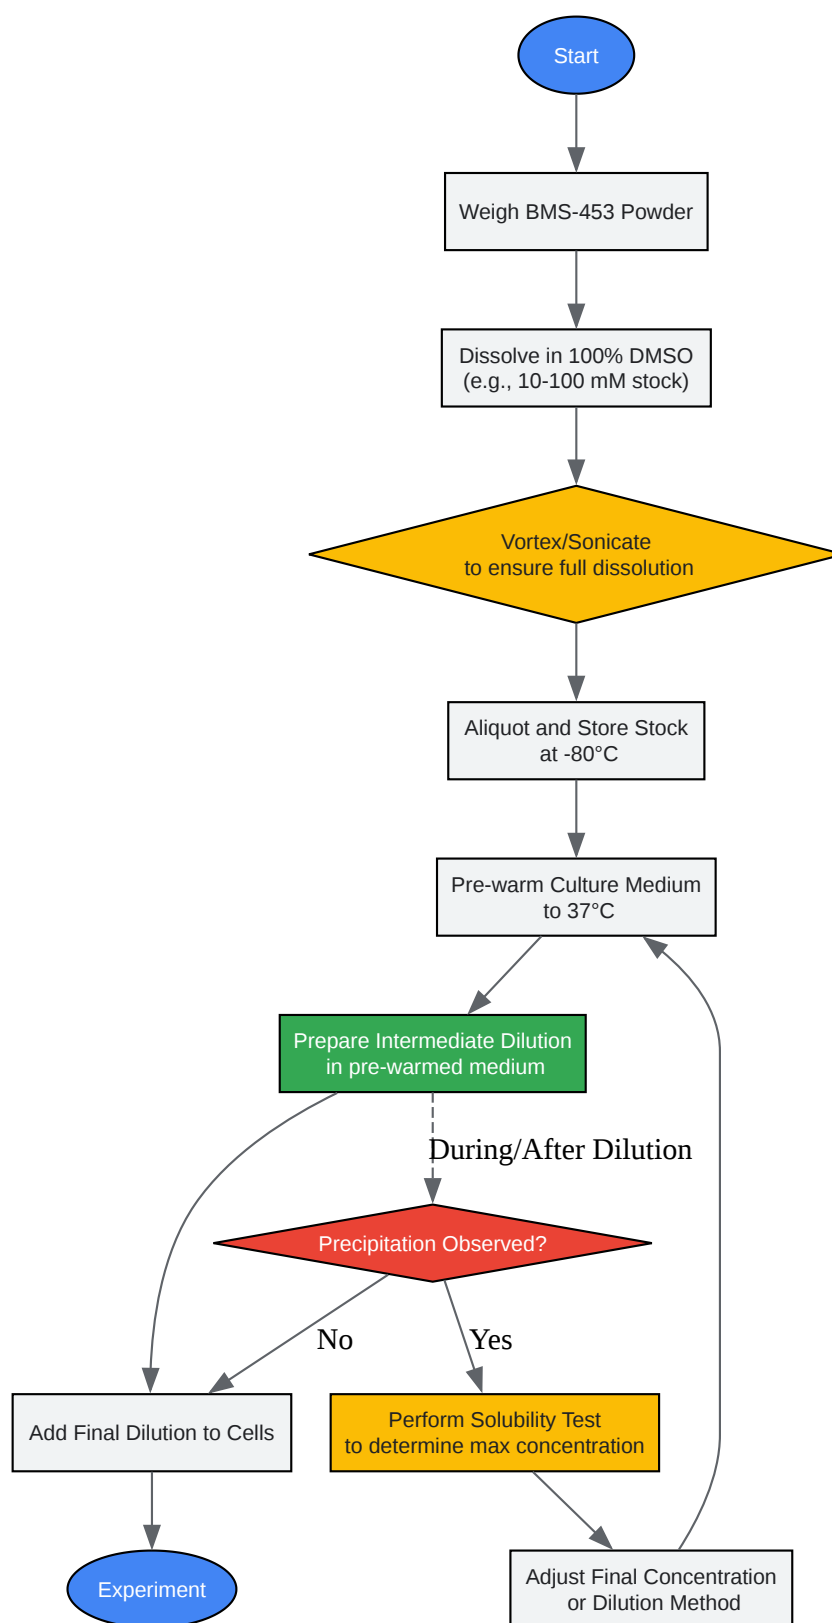 Start
Weigh BMS-453 Powder
Dissolve in 100% DMSO
(e.g., 10-100 mM stock)
Vortex/Sonicate
to ensure full dissolution
Aliquot and Store Stock
at -80°C
Pre-warm Culture Medium
to 37°C
Prepare Intermediate Dilution
in pre-warmed medium
During/After Dilution
Precipitation Observed?
No
Yes
Add Final Dilution to Cells
Perform Solubility Test
to determine max concentration
Experiment
Adjust Final Concentration
or Dilution Method